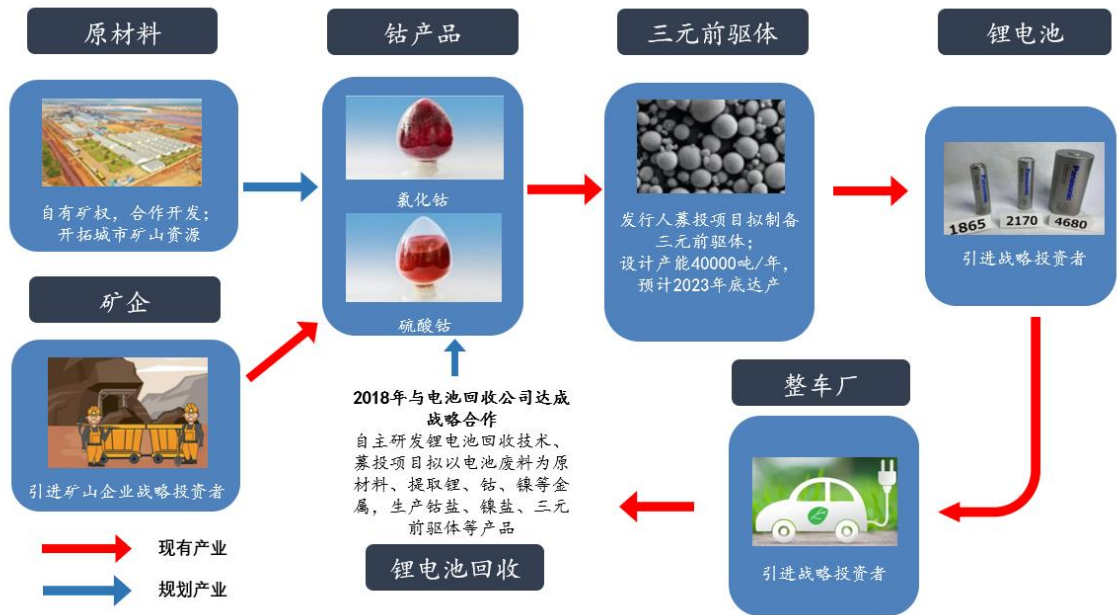 原材料
钴产品
三元前驱体
锂电池
自有矿权，合作开发；
开拓城市矿山资源
氯化钴
硫酸钴
发行人募投项目拟制备
三元前驱体；
设计产能40000吨/年，
预计2023年底达产
Panasonic
Panasonic
1865
2170
4680
引进战略投资者
矿企
引进矿山企业战略投资者
2018年与电池回收公司达成
战略合作
自主研发锂电池回收技术、
募投项目拟以电池废料为原
材料、提取锂、钴、镍等金
属，生产钴盐、镍盐、三元
前驱体等产品
锂电池回收
整车厂
引进战略投资者
现有产业
规划产业